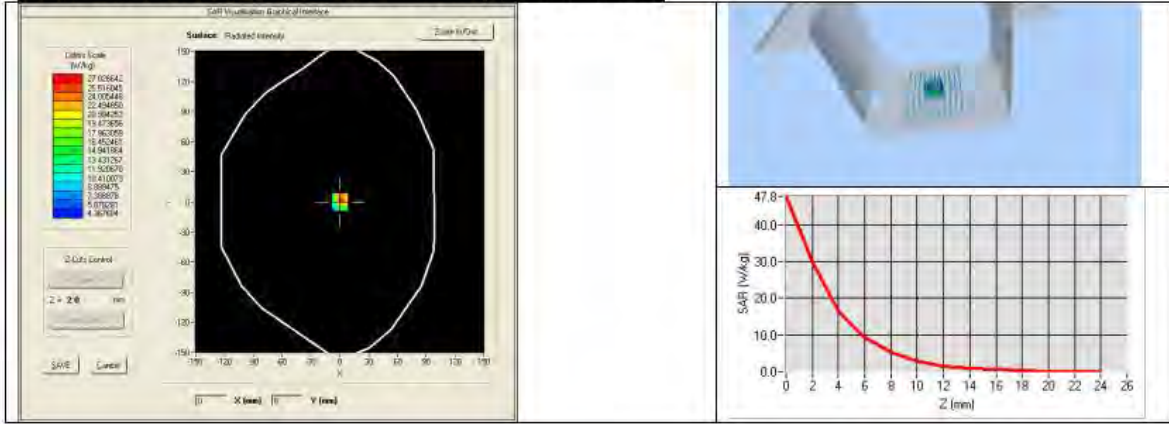 SAR Visualisation Graphical Interface
Surface: Radiated Intensity
Zoom In/Out
Colors Scale
(W/Kg)
27.026642
25.516045
24.005448
22.494850
20.984253
19.473656
17.963059
16.452461
14.941864
13.431267
11.920670
10.410073
8.899475
7.388878
5.878281
4.367684
Z-Cuts Control
Z = 20 mm
SAVE
Cancel
150-
120-
90-
60-
30-
0-
-30-
-60-
-90-
-120-
-150-
-150 -120 -90 -60 -30 0 30 60 90 120 150
X
0 X (mm) 0 Y (mm)
47.8-
40.0-
30.0-
20.0-
10.0-
0.0-
SAR (W/kg)
0 2 4 6 8 10 12 14 16 18 20 22 24 26
Z (mm)